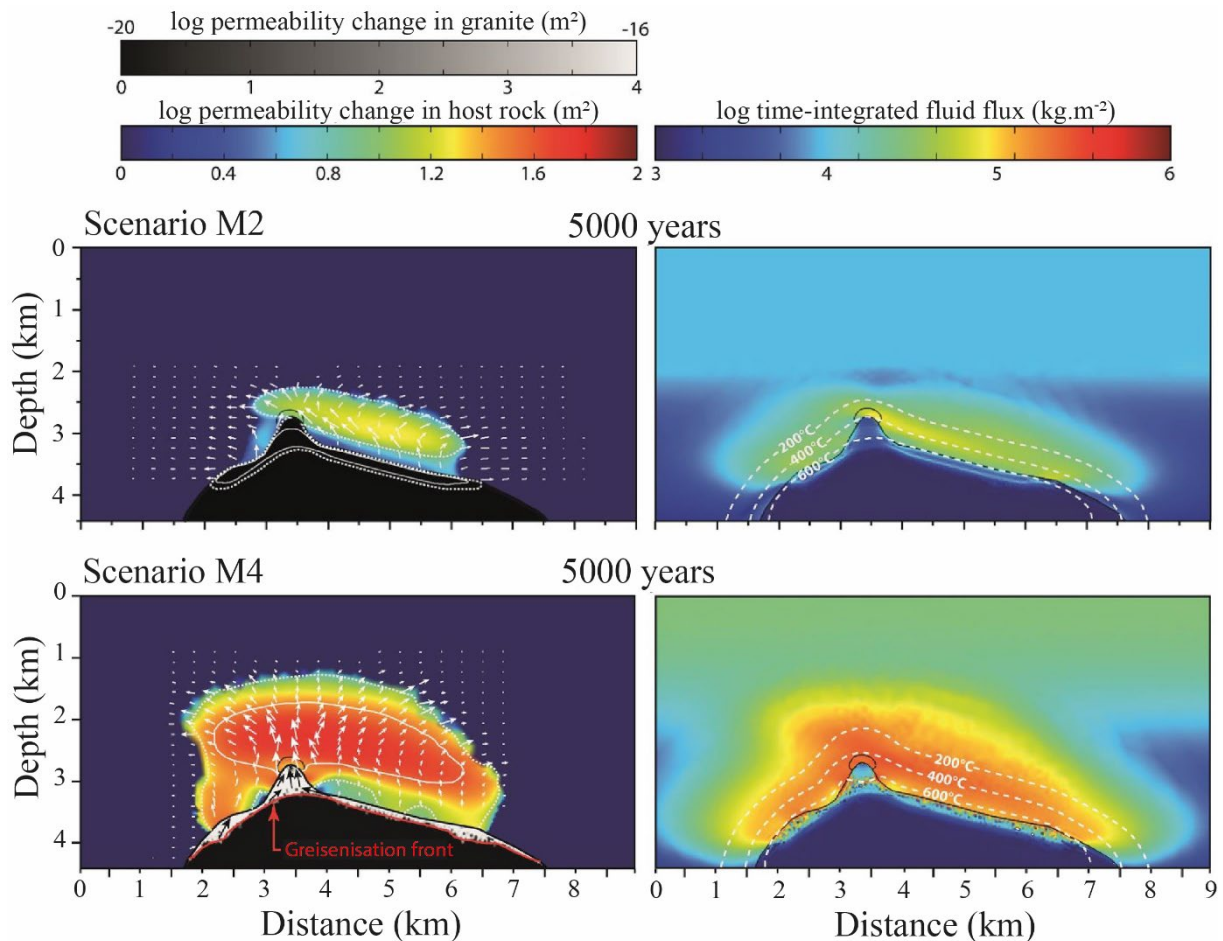 log permeability change in granite (m²)
-20 -16
0 1 2 3 4
log permeability change in host rock (m²)
0 0.4 0.8 1.2 1.6 2
log time-integrated fluid flux (kg.m⁻²)
3 4 5 6
Scenario M2 5000 years
Depth (km)
0
1
2
3
4
200°C
400°C
600°C
Scenario M4 5000 years
Depth (km)
0
1
2
3
4
Greisenisation front
200°C
400°C
600°C
0 2 3 4 5 6 7 8
Distance (km)
0 2 3 4 5 6 7 8 9
Distance (km)